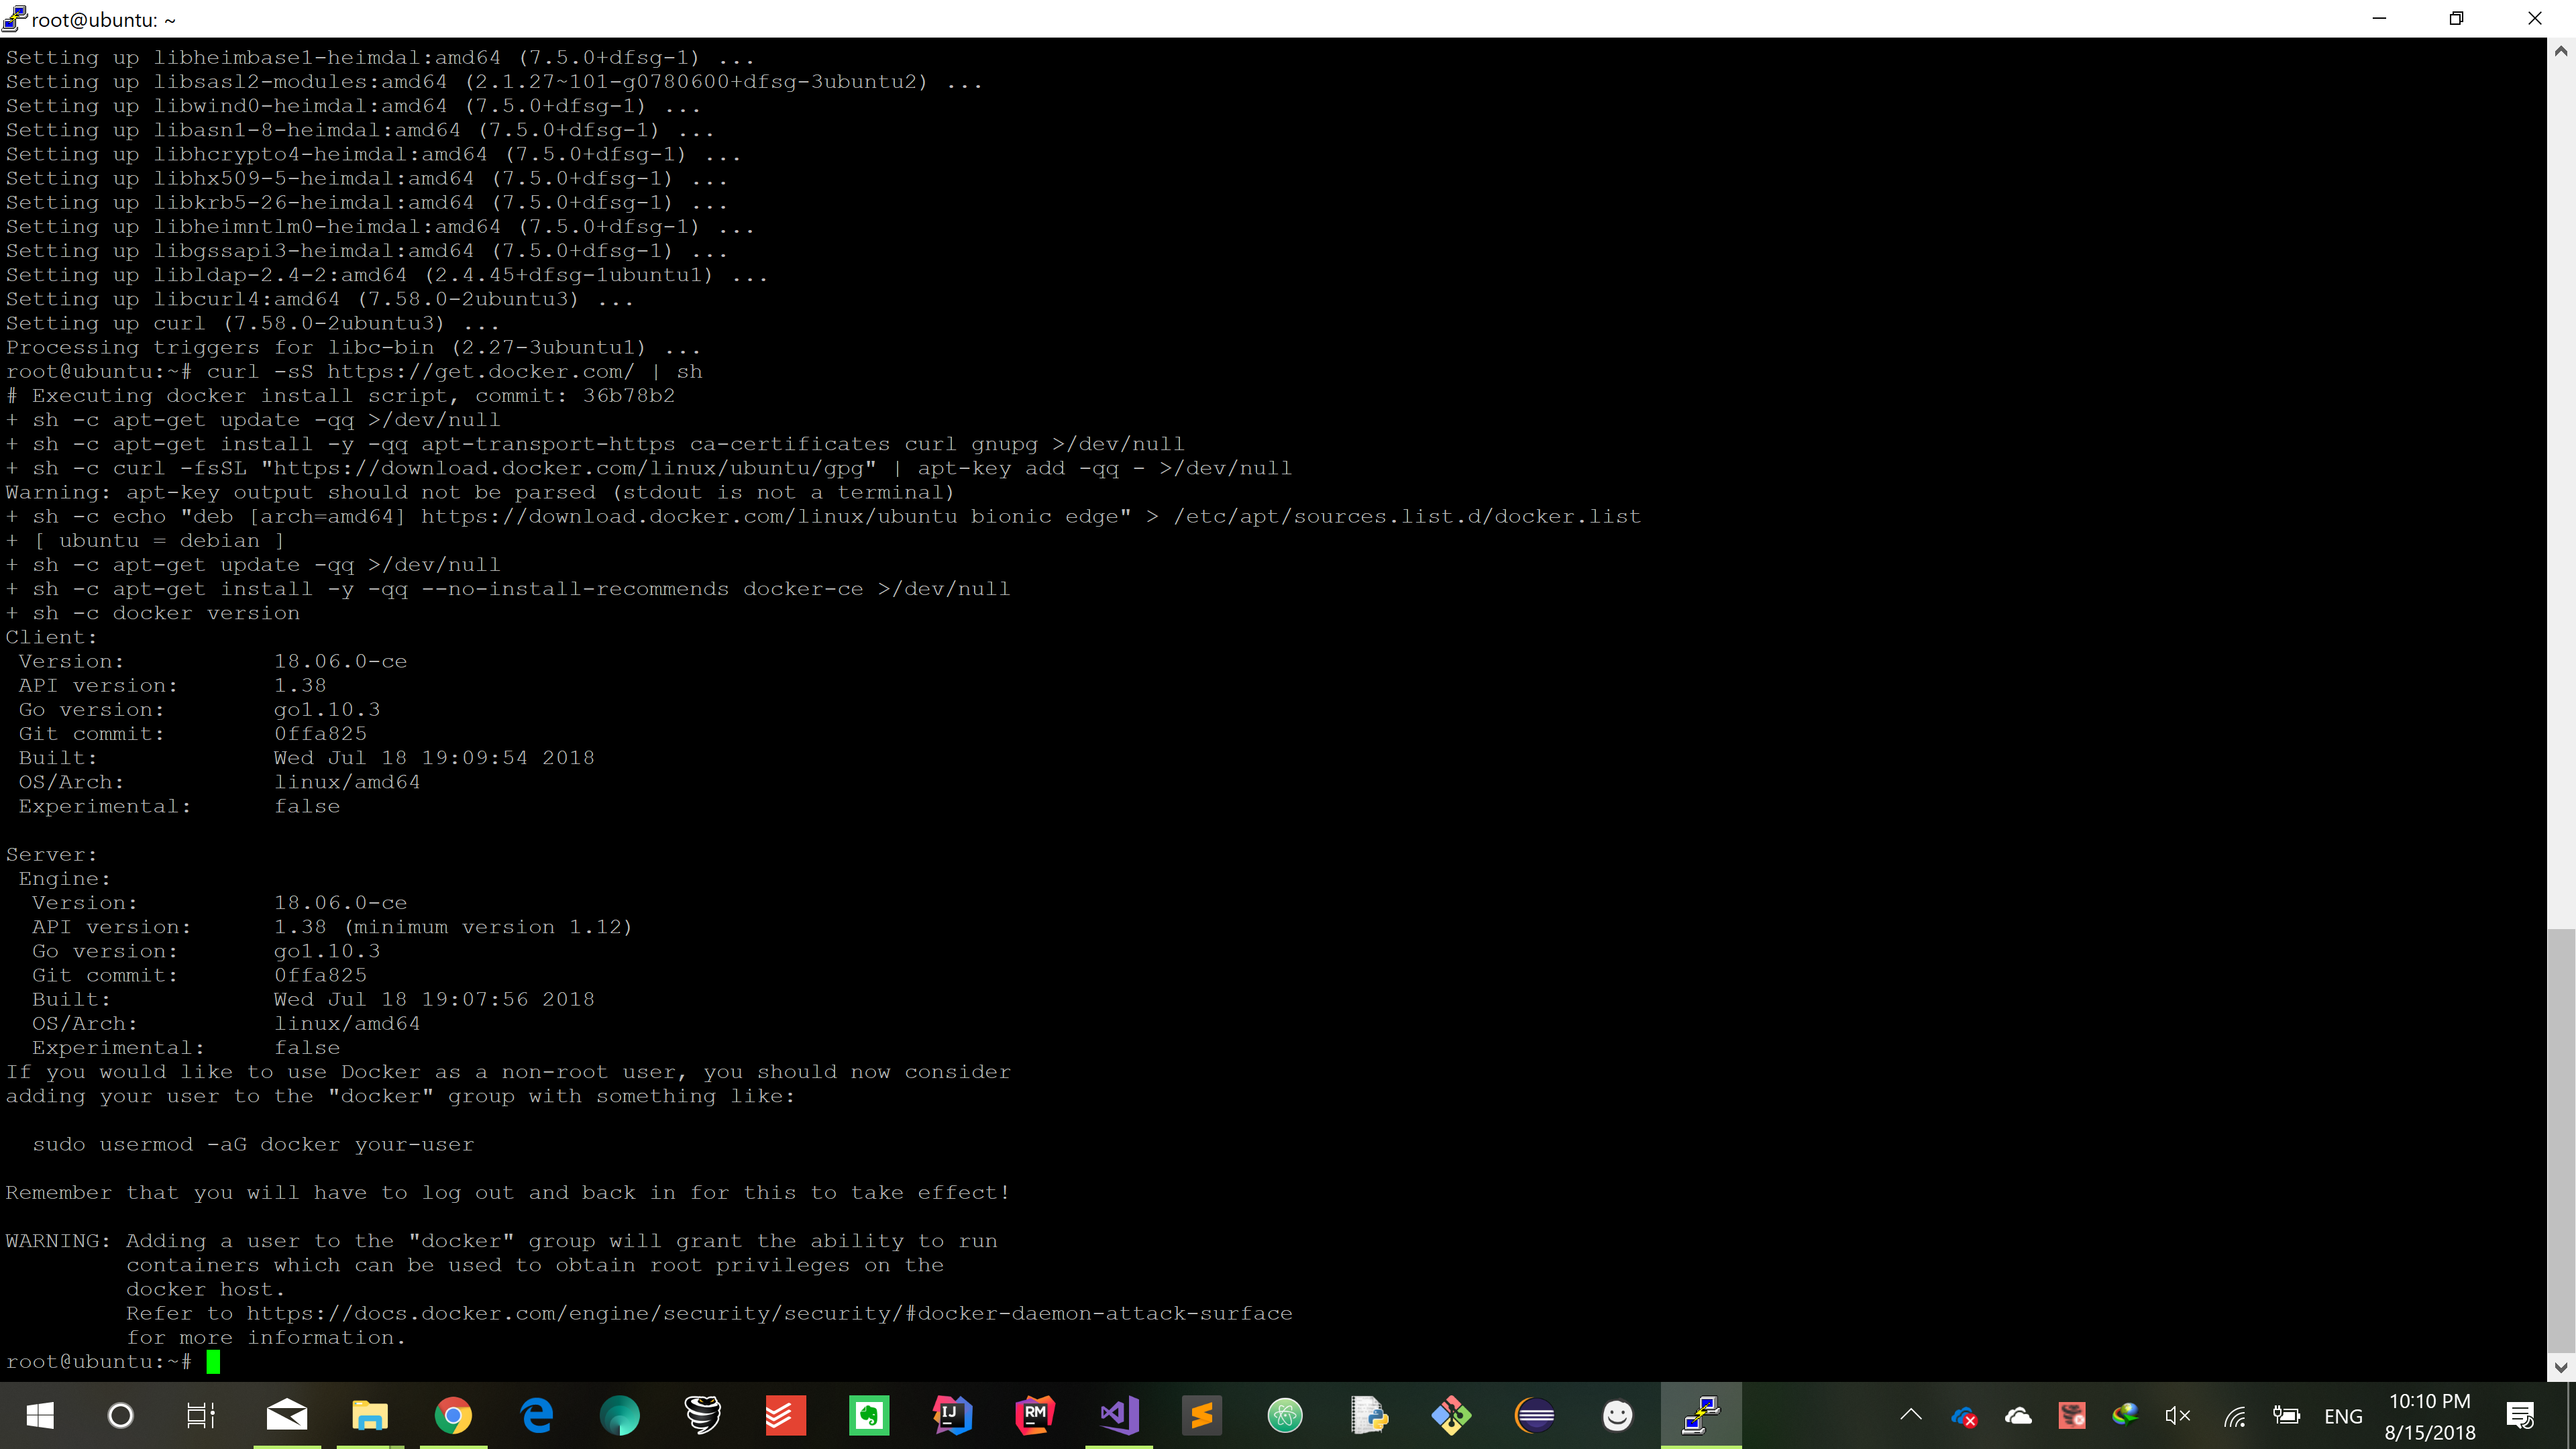 root@ubuntu: ~
Setting up libheimbase1-heimdal:amd64 (7.5.0+dfsg-1) ...
Setting up libsasl2-modules:amd64 (2.1.27~101-g0780600+dfsg-3ubuntu2) ...
Setting up libwind0-heimdal:amd64 (7.5.0+dfsg-1) ...
Setting up libasn1-8-heimdal:amd64 (7.5.0+dfsg-1) ...
Setting up libhcrypto4-heimdal:amd64 (7.5.0+dfsg-1) ...
Setting up libhx509-5-heimdal:amd64 (7.5.0+dfsg-1) ...
Setting up libkrb5-26-heimdal:amd64 (7.5.0+dfsg-1) ...
Setting up libheimntlm0-heimdal:amd64 (7.5.0+dfsg-1) ...
Setting up libgssapi3-heimdal:amd64 (7.5.0+dfsg-1) ...
Setting up libldap-2.4-2:amd64 (2.4.45+dfsg-1ubuntu1) ...
Setting up libcurl4:amd64 (7.58.0-2ubuntu3) ...
Setting up curl (7.58.0-2ubuntu3) ...
Processing triggers for libc-bin (2.27-3ubuntu1) ...
root@ubuntu:~# curl -sS https://get.docker.com/ | sh
# Executing docker install script, commit: 36b78b2
+ sh -c apt-get update -qq >/dev/null
+ sh -c apt-get install -y -qq apt-transport-https ca-certificates curl gnupg >/dev/null
+ sh -c curl -fsSL "https://download.docker.com/linux/ubuntu/gpg" | apt-key add -qq - >/dev/null
Warning: apt-key output should not be parsed (stdout is not a terminal)
+ sh -c echo "deb [arch=amd64] https://download.docker.com/linux/ubuntu bionic edge" > /etc/apt/sources.list.d/docker.list
+ [ ubuntu = debian ]
+ sh -c apt-get update -qq >/dev/null
+ sh -c apt-get install -y -qq --no-install-recommends docker-ce >/dev/null
+ sh -c docker version
Client:
 Version:           18.06.0-ce
 API version:       1.38
 Go version:        go1.10.3
 Git commit:        0ffa825
 Built:             Wed Jul 18 19:09:54 2018
 OS/Arch:           linux/amd64
 Experimental:      false
Server:
 Engine:
  Version:          18.06.0-ce
  API version:      1.38 (minimum version 1.12)
  Go version:       go1.10.3
  Git commit:       0ffa825
  Built:            Wed Jul 18 19:07:56 2018
  OS/Arch:          linux/amd64
  Experimental:     false
If you would like to use Docker as a non-root user, you should now consider
adding your user to the "docker" group with something like:
  sudo usermod -aG docker your-user
Remember that you will have to log out and back in for this to take effect!
WARNING: Adding a user to the "docker" group will grant the ability to run
         containers which can be used to obtain root privileges on the
         docker host.
         Refer to https://docs.docker.com/engine/security/security/#docker-daemon-attack-surface
         for more information.
root@ubuntu:~#
IJ
RM
ENG
10:10 PM
8/15/2018